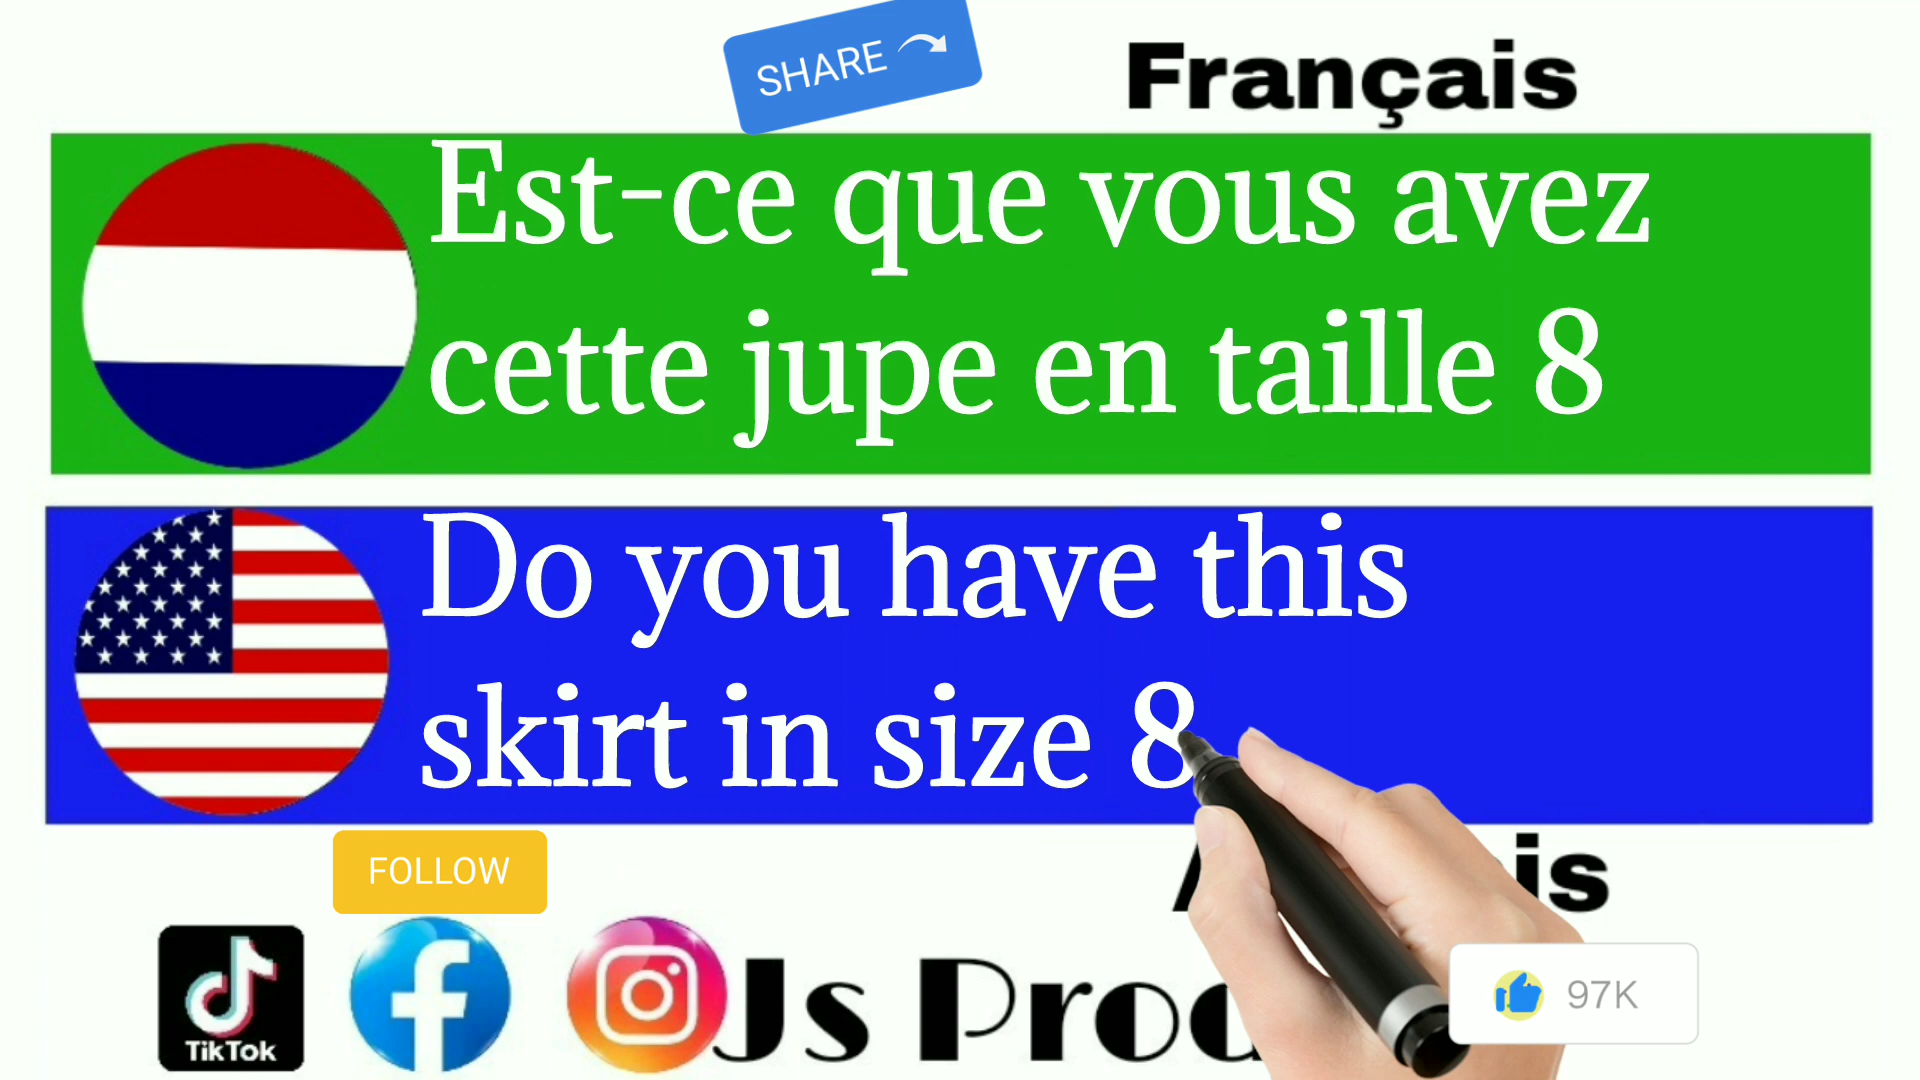 SHARE
Français
Est-ce que vous avez
cette jupe en taille 8
Do you have this
skirt in size 8
FOLLOW
TikTok
Js
97K